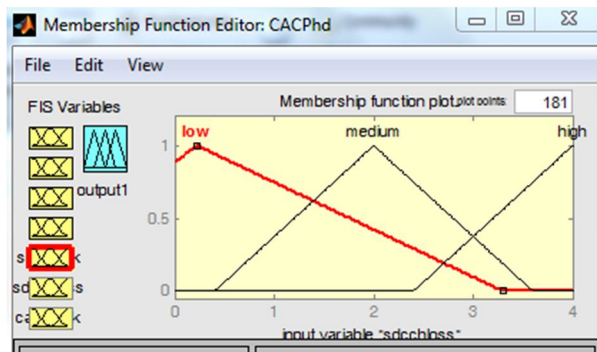 Membership Function Editor: CACPhd
File Edit View
FIS Variables
Membership function plots
plot points:
181
low
medium
high
output1
1
0.5
0
0
1
2
3
4
input variable "sdcchloss"